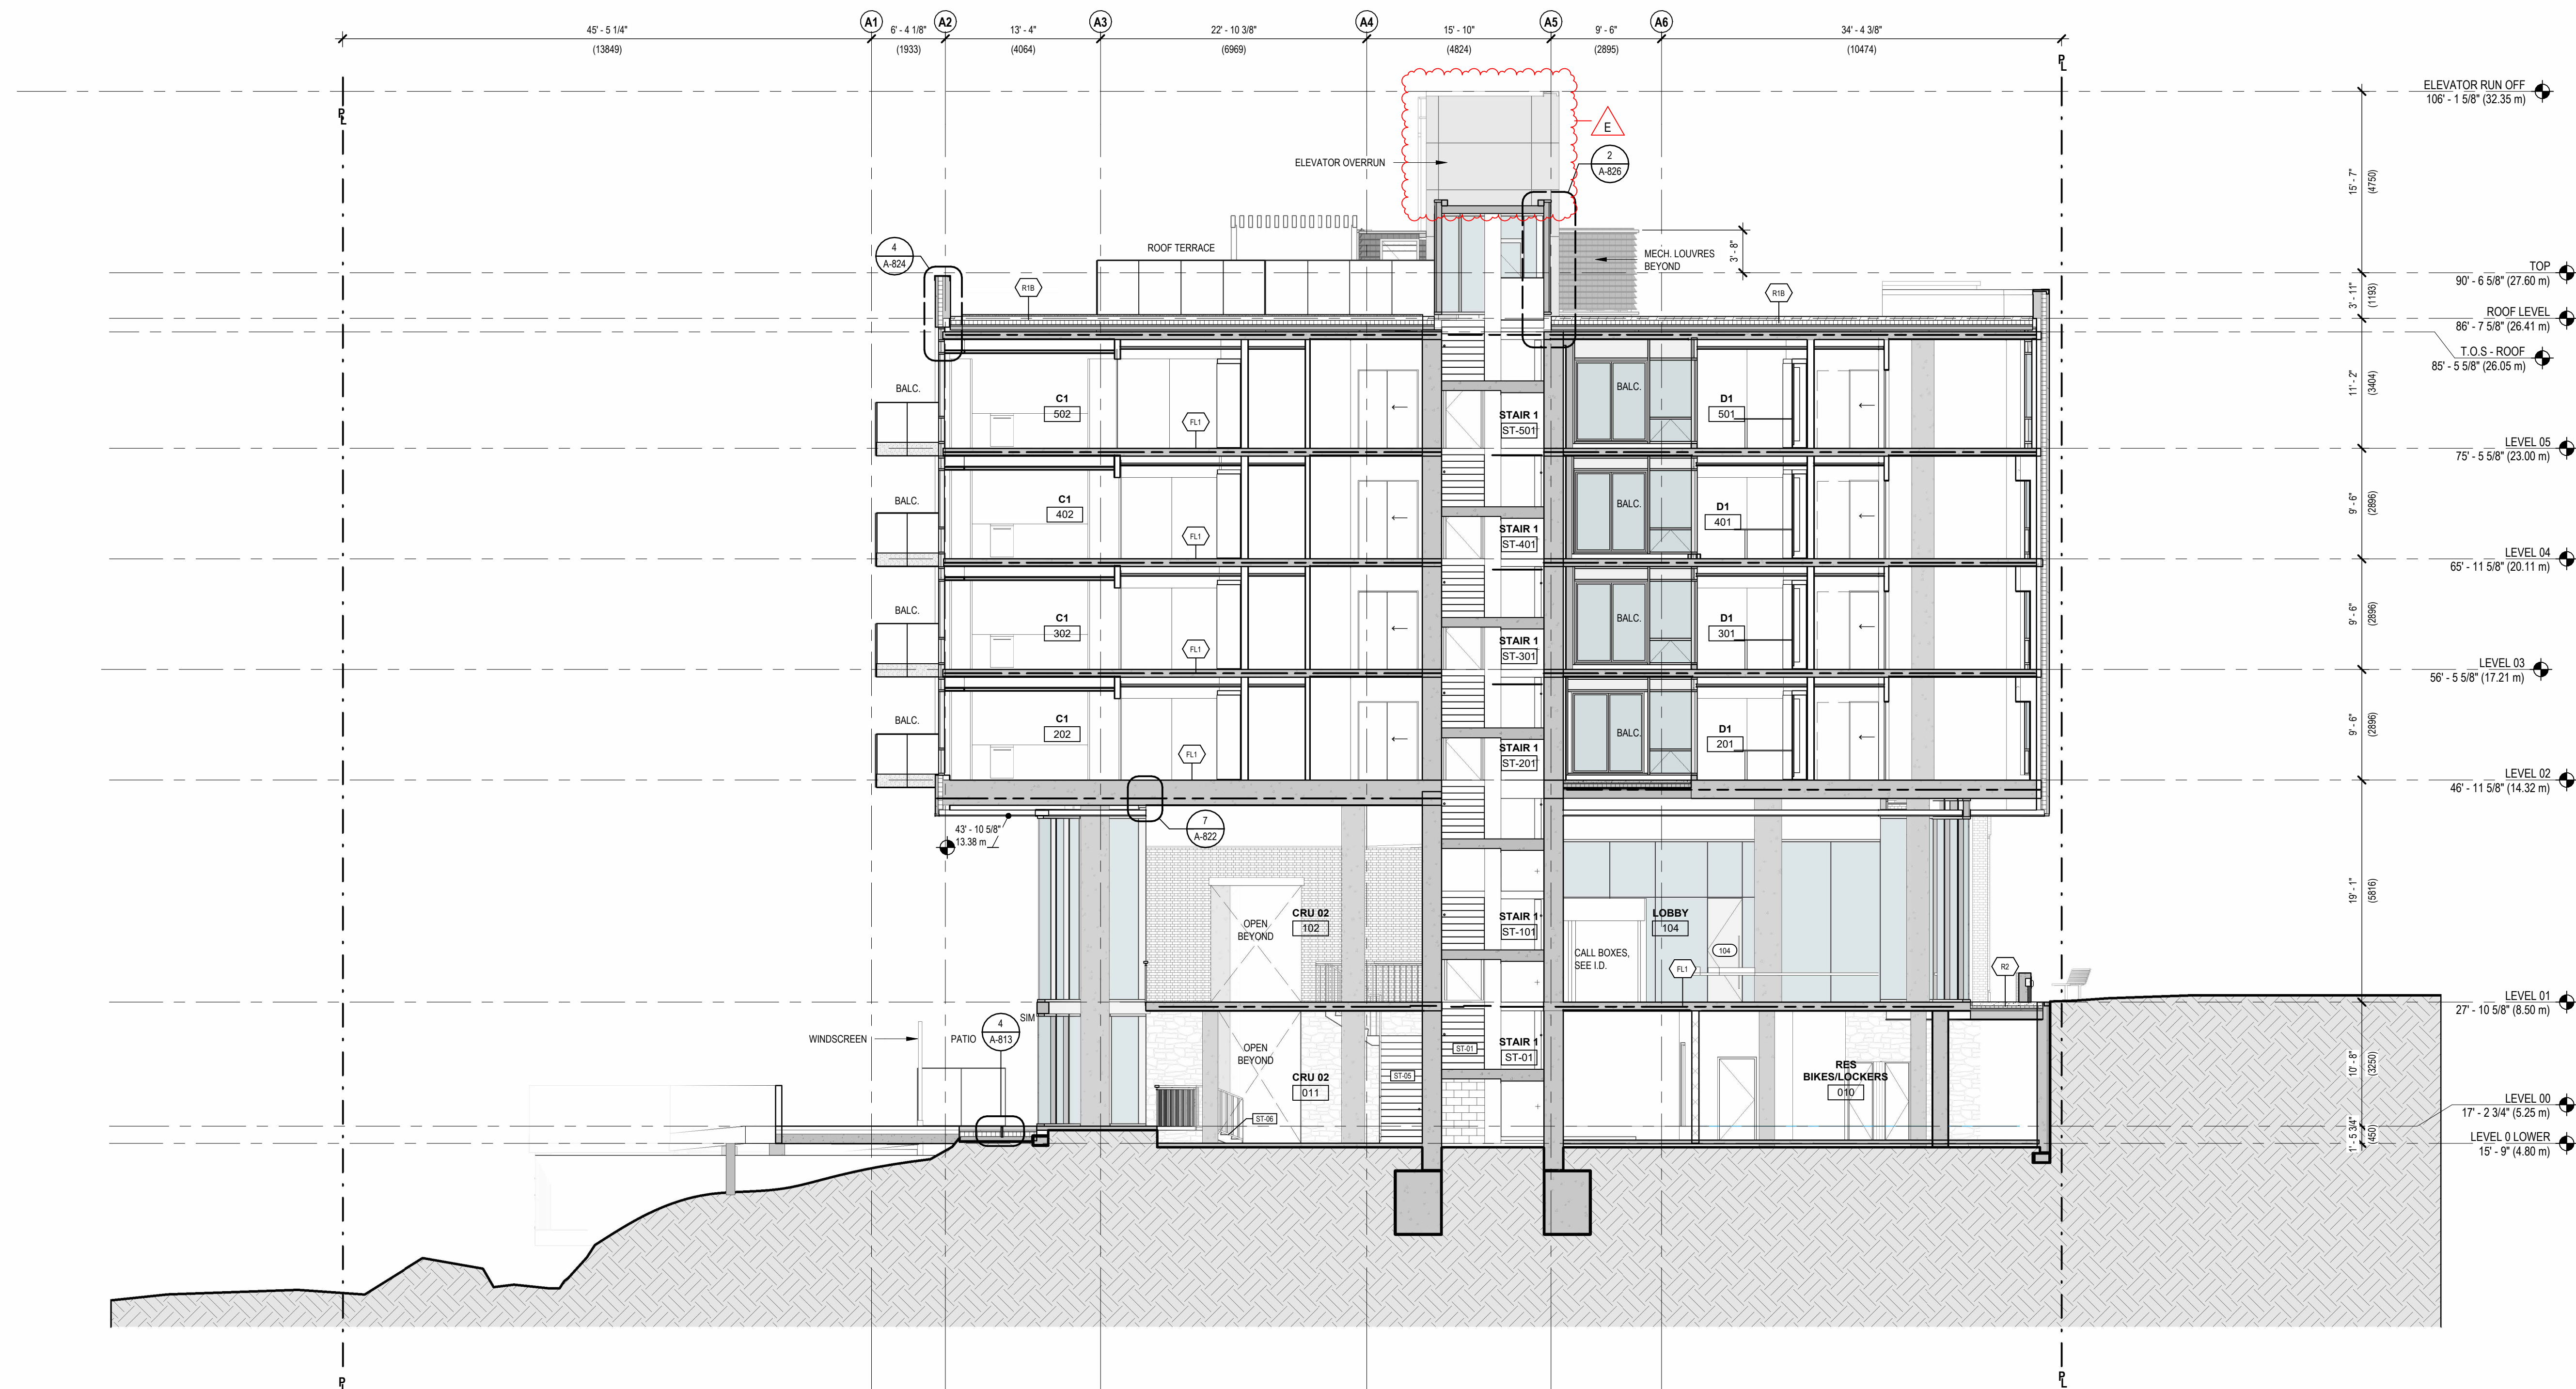 A1
A2
A3
A4
A5
A6
45' - 5 1/4"
(13849)
6' - 4 1/8"
(1933)
13' - 4"
(4064)
22' - 10 3/8"
(6969)
15' - 10"
(4824)
9' - 6"
(2895)
34' - 4 3/8"
(10474)
PL
PL
ELEVATOR RUN OFF
106' - 1 5/8" (32.35 m)
E
2
A-826
ELEVATOR OVERRUN
15' - 7"
(4750)
4
A-824
ROOF TERRACE
MECH. LOUVRES
BEYOND
3' - 8"
TOP
90' - 6 5/8" (27.60 m)
R1B
R1B
3' - 11"
(1193)
ROOF LEVEL
86' - 7 5/8" (26.41 m)
T.O.S - ROOF
85' - 5 5/8" (26.05 m)
BALC.
C1
502
FL1
STAIR 1
ST-501
BALC.
D1
501
11' - 2"
(3404)
LEVEL 05
75' - 5 5/8" (23.00 m)
BALC.
C1
402
FL1
STAIR 1
ST-401
BALC.
D1
401
9' - 6"
(2896)
LEVEL 04
65' - 11 5/8" (20.11 m)
BALC.
C1
302
FL1
STAIR 1
ST-301
BALC.
D1
301
9' - 6"
(2896)
LEVEL 03
56' - 5 5/8" (17.21 m)
BALC.
C1
202
FL1
STAIR 1
ST-201
BALC.
D1
201
9' - 6"
(2896)
LEVEL 02
46' - 11 5/8" (14.32 m)
43' - 10 5/8"
13.38 m
7
A-822
OPEN
BEYOND
CRU 02
102
STAIR 1
ST-101
LOBBY
104
104
CALL BOXES,
SEE I.D.
FL1
R2
19' - 1"
(5816)
LEVEL 01
27' - 10 5/8" (8.50 m)
WINDSCREEN
PATIO
4
A-813
SIM
OPEN
BEYOND
CRU 02
011
ST-06
ST-05
ST-01
STAIR 1
ST-01
RES
BIKES/LOCKERS
010
10' - 8"
(3250)
LEVEL 00
17' - 2 3/4" (5.25 m)
1' - 5 3/4"
(450)
LEVEL 0 LOWER
15' - 9" (4.80 m)
PL
PL